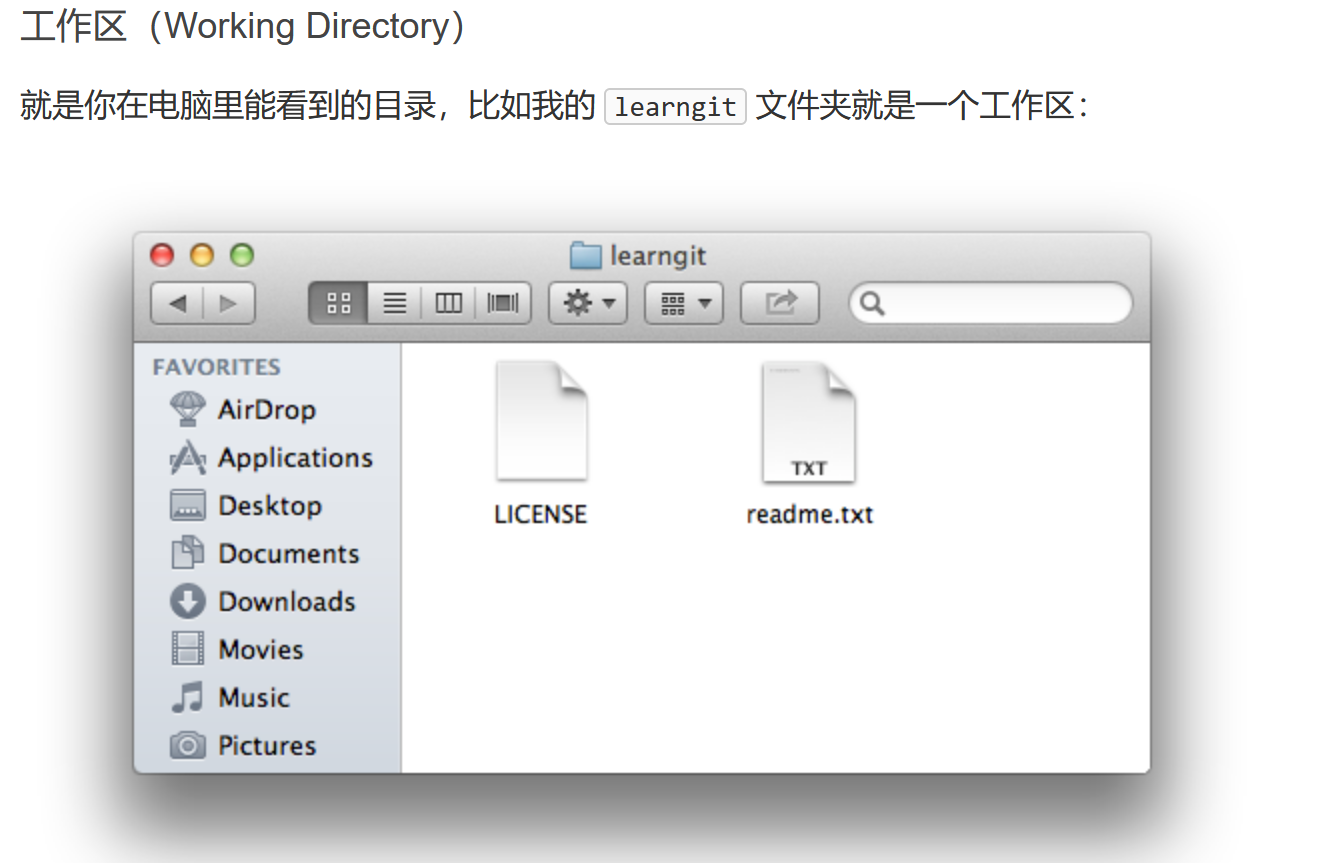 工作区（Working Directory）
就是你在电脑里能看到的目录，比如我的 learngit 文件夹就是一个工作区：
learngit
FAVORITES
AirDrop
Applications
Desktop
Documents
Downloads
Movies
Music
Pictures
TXT
LICENSE
readme.txt